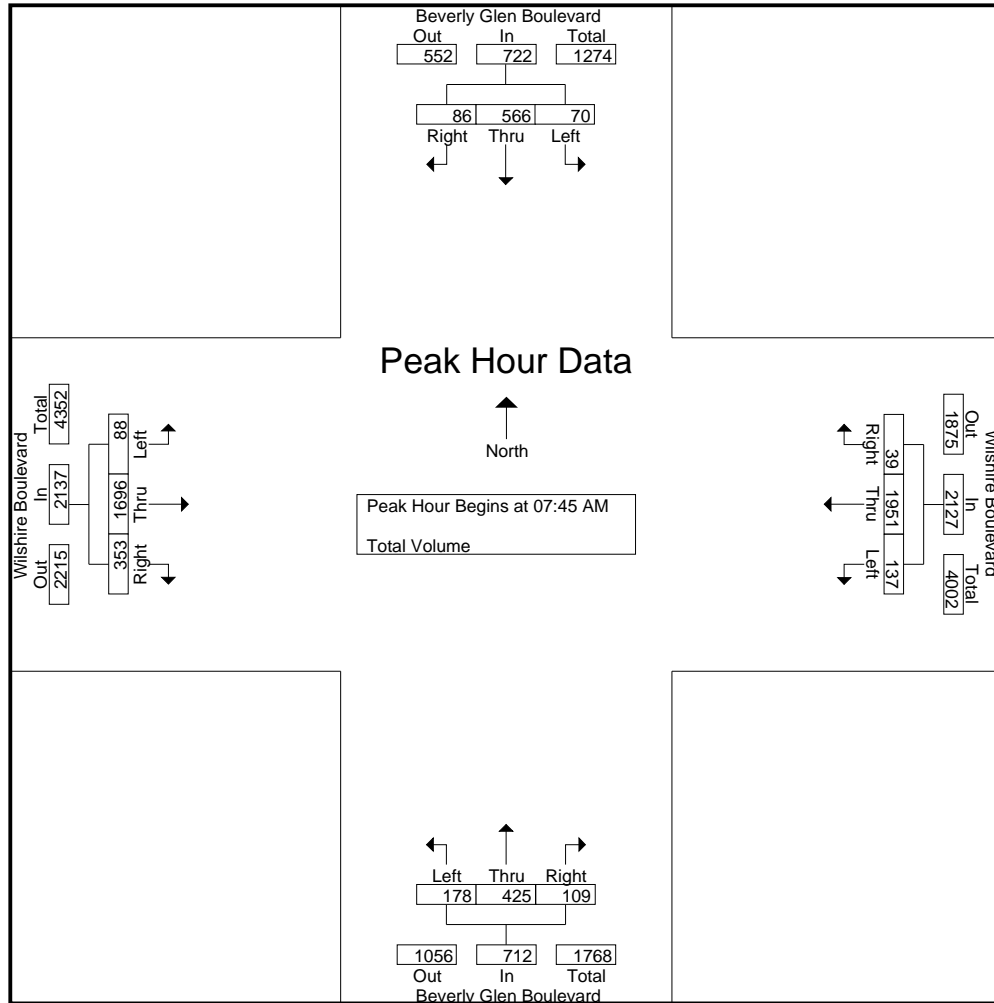 Beverly Glen Boulevard
Out In Total
552 722 1274
86 566 70
Right Thru Left
Peak Hour Data
North
Peak Hour Begins at 07:45 AM
Total Volume
Wilshire Boulevard
Out In Total
2215 2137 4352
Right Thru Left
353 1696 88
Wilshire Boulevard
Out In Total
1875 2127 4002
Right Thru Left
39 1951 137
Left Thru Right
178 425 109
1056 712 1768
Out In Total
Beverly Glen Boulevard